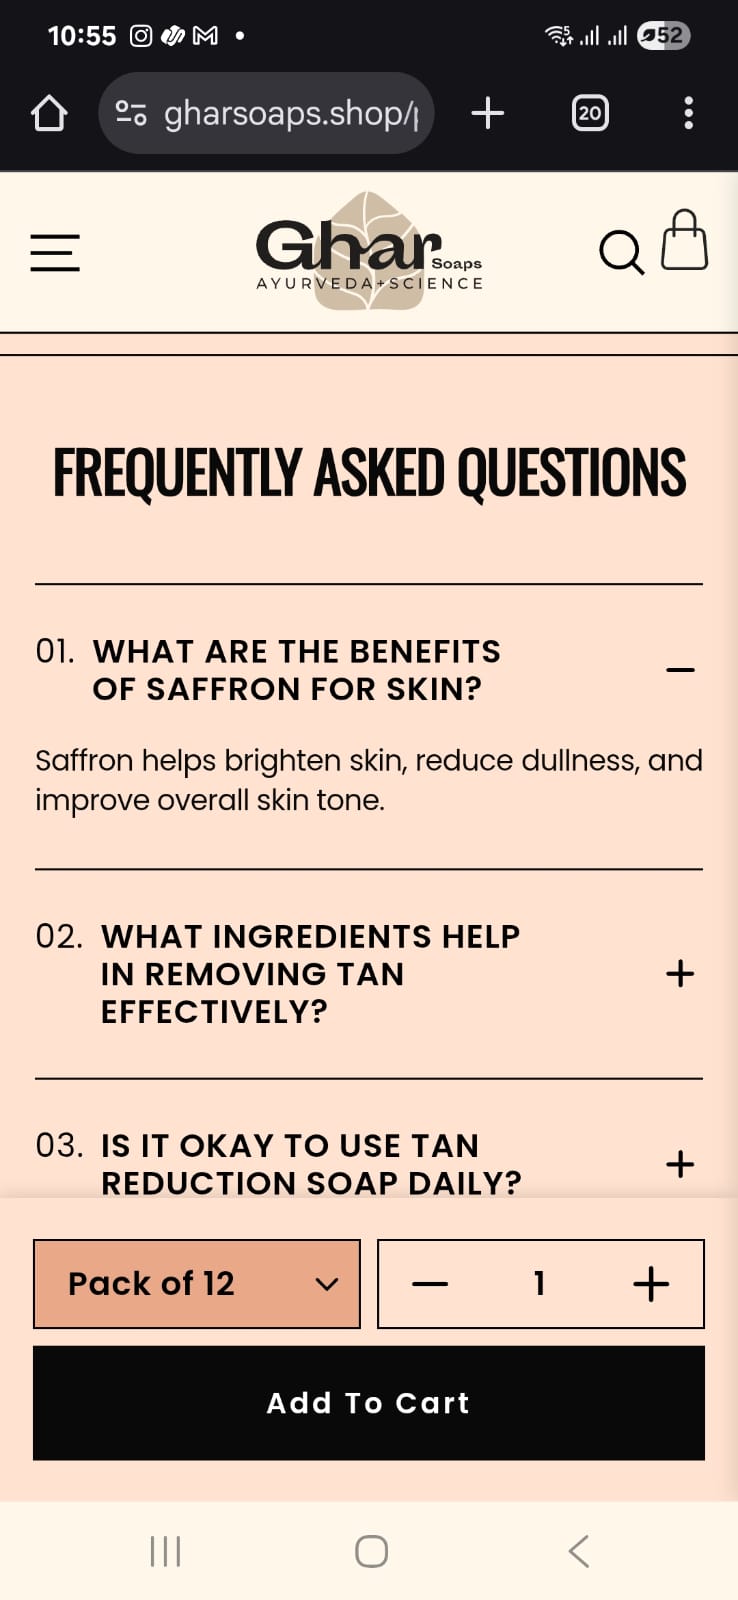 10:55
52
gharsoaps.shop/
20
Ghar Soaps
AYURVEDA+SCIENCE
FREQUENTLY ASKED QUESTIONS
01. WHAT ARE THE BENEFITS
OF SAFFRON FOR SKIN?
Saffron helps brighten skin, reduce dullness, and
improve overall skin tone.
02. WHAT INGREDIENTS HELP
IN REMOVING TAN
EFFECTIVELY?
03. IS IT OKAY TO USE TAN
REDUCTION SOAP DAILY?
Pack of 12
1
Add To Cart